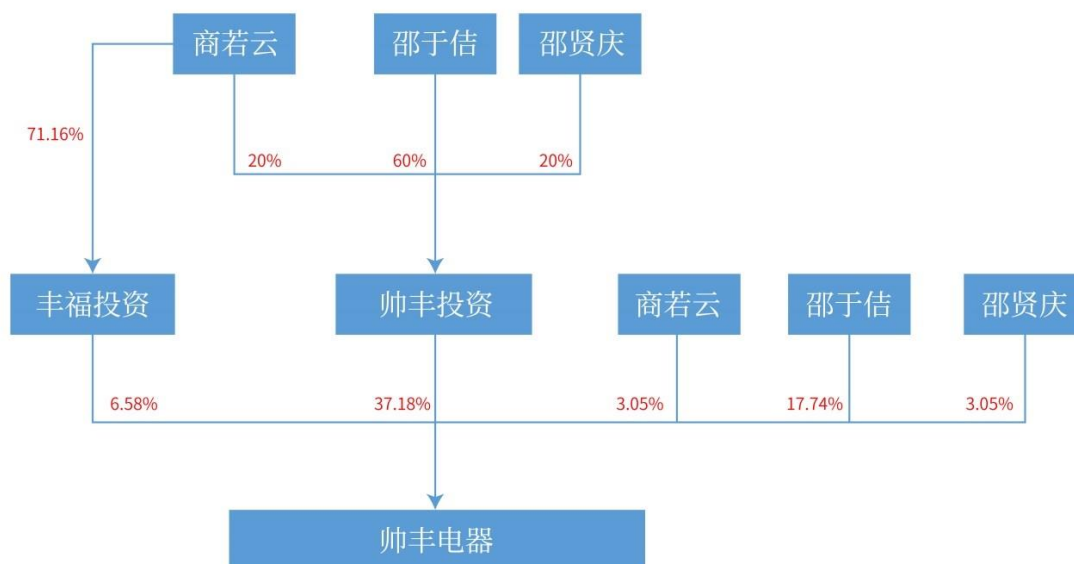 商若云
邵于佶
邵贤庆
71.16%
20%
60%
20%
丰福投资
帅丰投资
商若云
邵于佶
邵贤庆
6.58%
37.18%
3.05%
17.74%
3.05%
帅丰电器